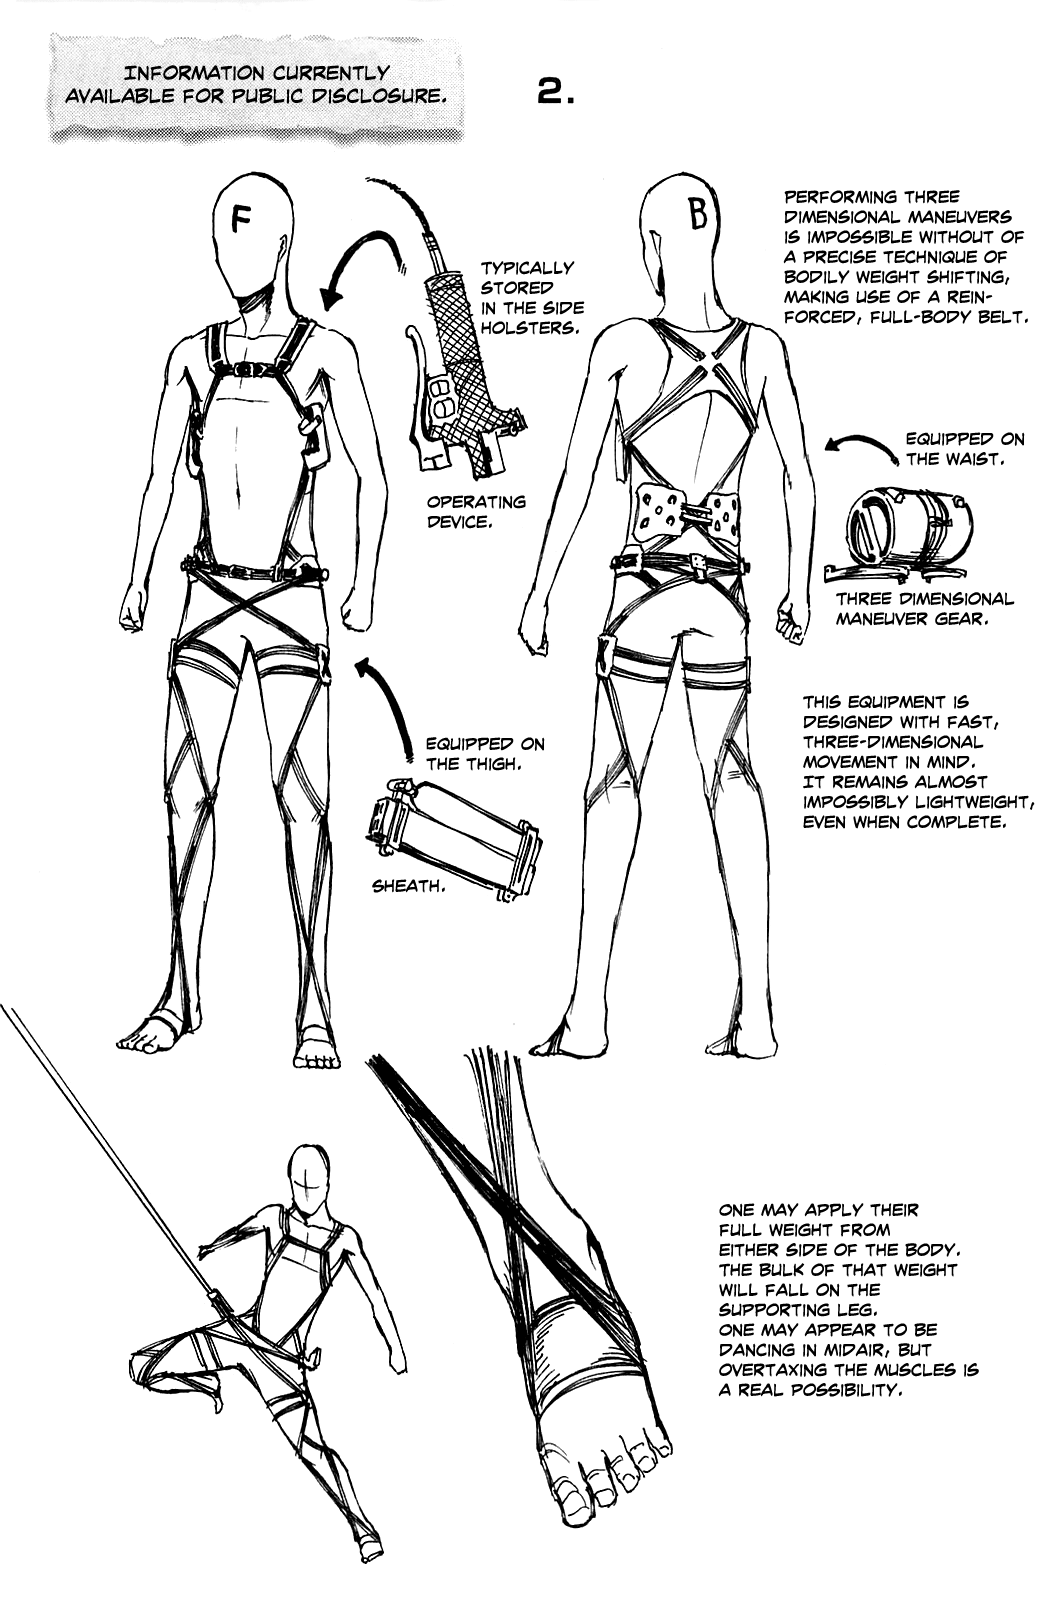 INFORMATION CURRENTLY
AVAILABLE FOR PUBLIC DISCLOSURE.
2.
F
TYPICALLY
STORED
IN THE SIDE
HOLSTERS.
OPERATING
DEVICE.
B
PERFORMING THREE
DIMENSIONAL MANEUVERS
IS IMPOSSIBLE WITHOUT OF
A PRECISE TECHNIQUE OF
BODILY WEIGHT SHIFTING,
MAKING USE OF A REIN-
FORCED, FULL-BODY BELT.
EQUIPPED ON
THE WAIST.
THREE DIMENSIONAL
MANEUVER GEAR.
EQUIPPED ON
THE THIGH.
SHEATH.
THIS EQUIPMENT IS
DESIGNED WITH FAST,
THREE-DIMENSIONAL
MOVEMENT IN MIND.
IT REMAINS ALMOST
IMPOSSIBLY LIGHTWEIGHT,
EVEN WHEN COMPLETE.
ONE MAY APPLY THEIR
FULL WEIGHT FROM
EITHER SIDE OF THE BODY.
THE BULK OF THAT WEIGHT
WILL FALL ON THE
SUPPORTING LEG.
ONE MAY APPEAR TO BE
DANCING IN MIDAIR, BUT
OVERTAXING THE MUSCLES IS
A REAL POSSIBILITY.